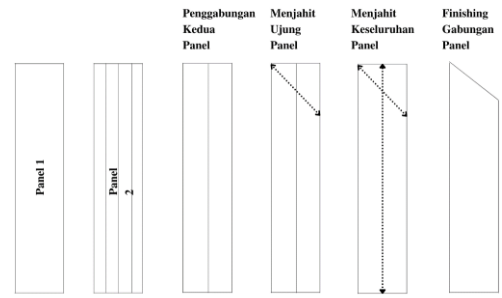 Penggabungan
Kedua
Panel
Menjahit
Ujung
Panel
Menjahit
Keseluruhan
Panel
Finishing
Gabungan
Panel
Panel 1
Panel
2